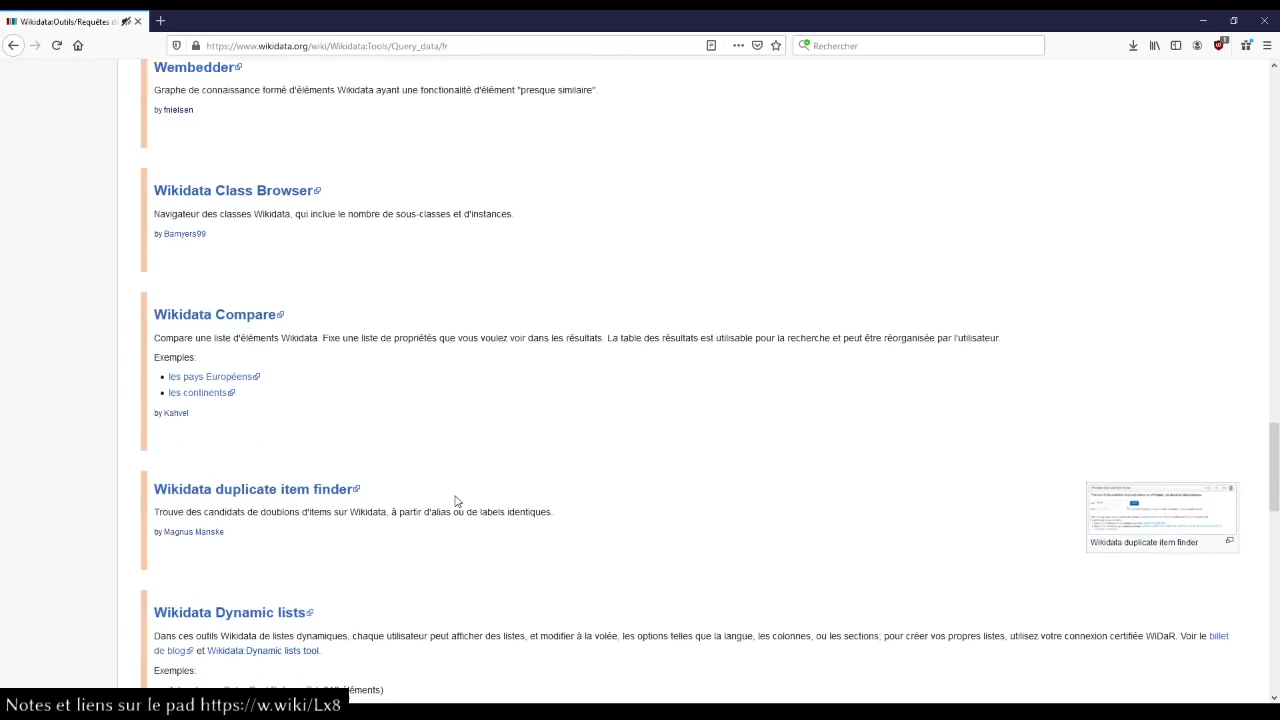 Wikidata:Outils/Requêtes de
https://www.wikidata.org/wiki/Wikidata:Tools/Query_data/fr
Rechercher
1
Wembedder
Graphe de connaissance formé d'éléments Wikidata ayant une fonctionalité d'élément "presque similaire".
by fnielsen
Wikidata Class Browser
Navigateur des classes Wikidata, qui inclue le nombre de sous-classes et d'instances.
by Bamyers99
Wikidata Compare
Compare une liste d'éléments Wikidata. Fixe une liste de propriétés que vous voulez voir dans les résultats. La table des résultats est utilisable pour la recherche et peut être réorganisée par l'utilisateur.
Exemples:
les pays Européens
les continents
by Kahvel
Wikidata duplicate item finder
Trouve des candidats de doublons d'items sur Wikidata, à partir d'alias ou de labels identiques.
by Magnus Manske
Wikidata duplicate item finder
Wikidata Dynamic lists
Dans ces outils Wikidata de listes dynamiques, chaque utilisateur peut afficher des listes, et modifier à la volée, les options telles que la langue, les colonnes, ou les sections; pour créer vos propres listes, utilisez votre connexion certifiée WiDaR. Voir le billet
de blog et Wikidata:Dynamic lists tool.
Exemples:
Notes et liens sur le pad https://w.wiki/Lx8